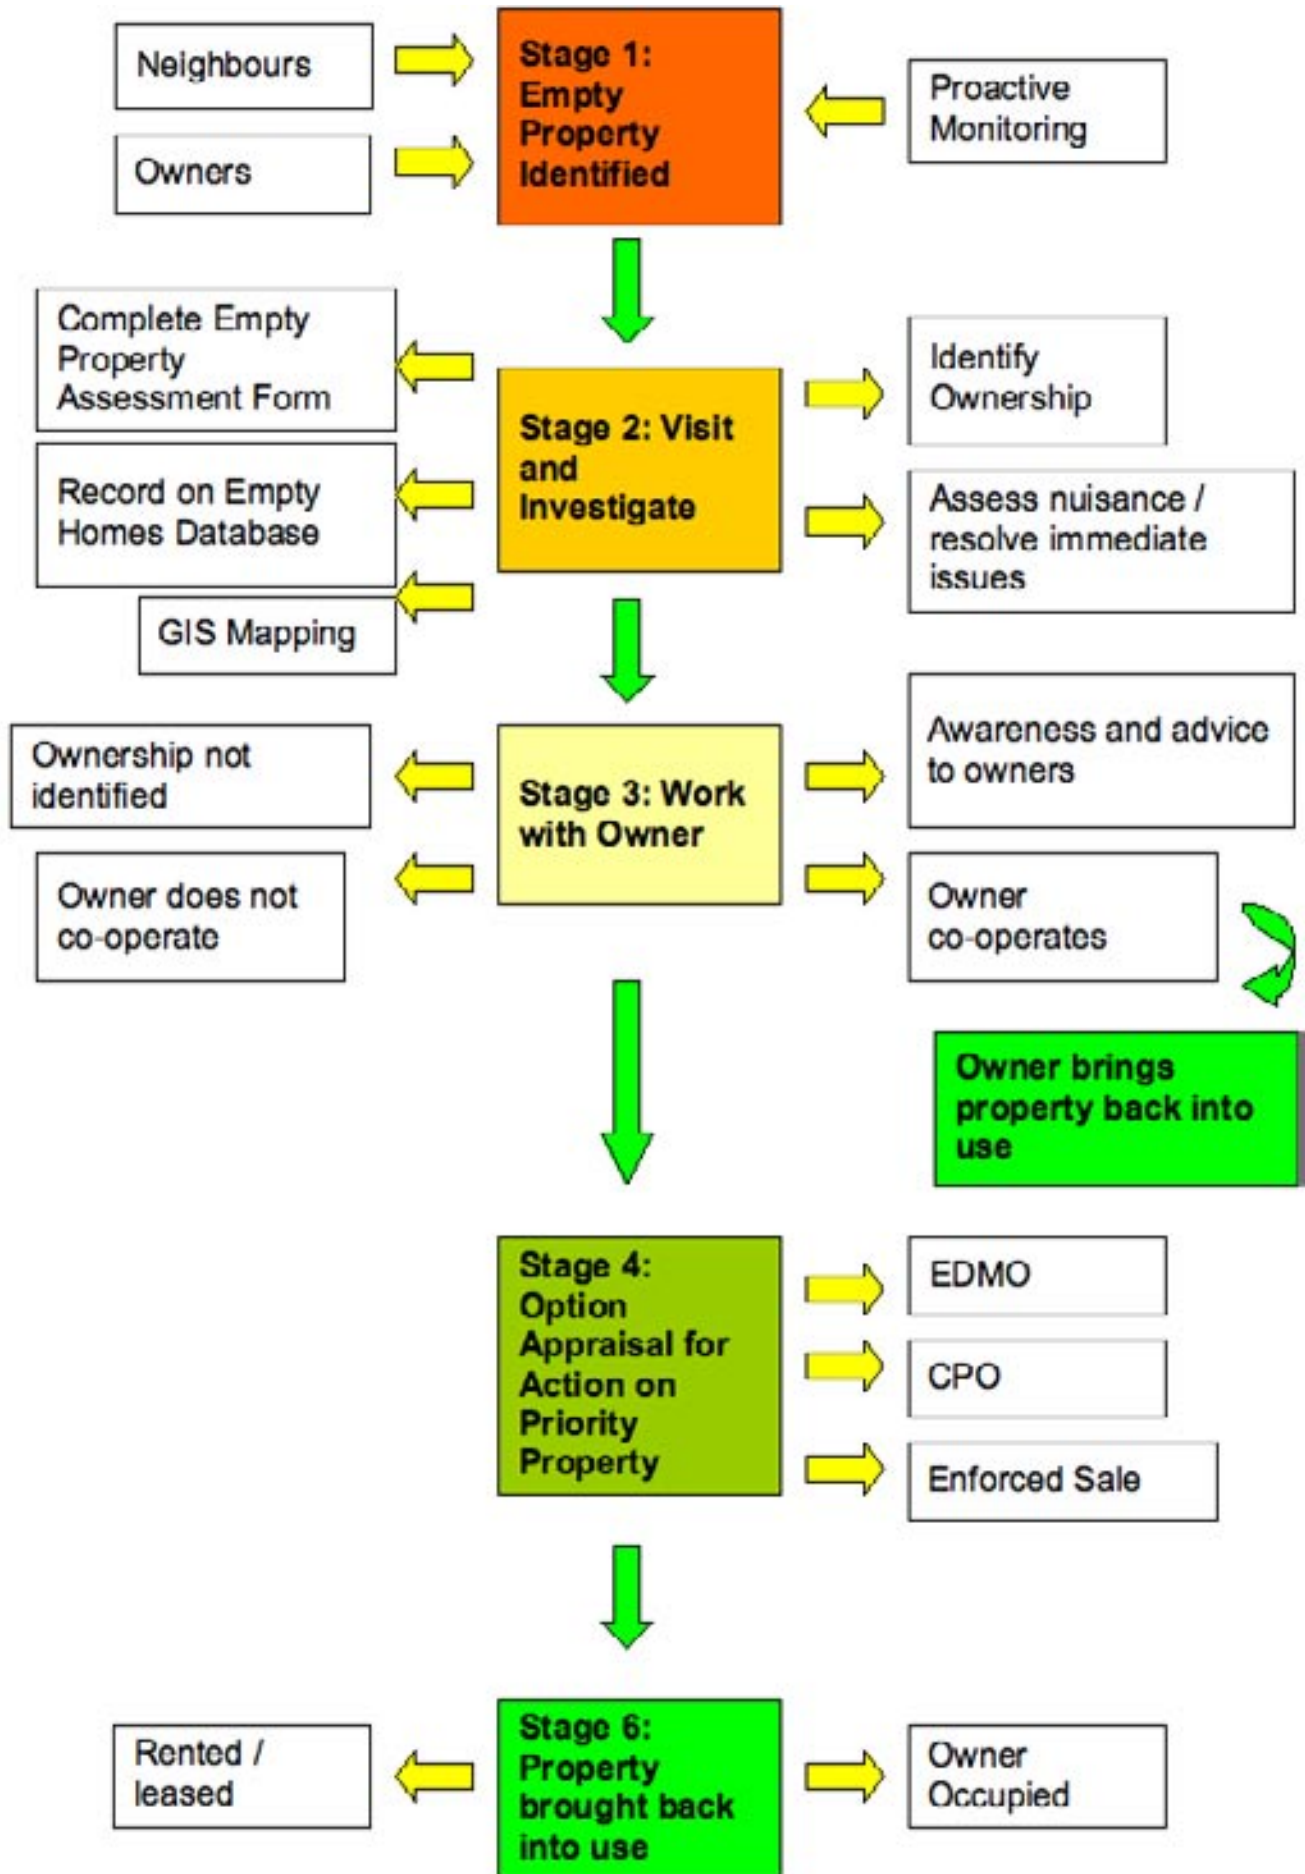 Neighbours
Owners
Stage 1:
Empty
Property
Identified
Proactive
Monitoring
Complete Empty
Property
Assessment Form
Record on Empty
Homes Database
GIS Mapping
Stage 2: Visit
and
Investigate
Identify
Ownership
Assess nuisance /
resolve immediate
issues
Ownership not
identified
Owner does not
co-operate
Stage 3: Work
with Owner
Awareness and advice
to owners
Owner
co-operates
Owner brings
property back into
use
Stage 4:
Option
Appraisal for
Action on
Priority
Property
EDMO
CPO
Enforced Sale
Rented /
leased
Stage 6:
Property
brought back
into use
Owner
Occupied